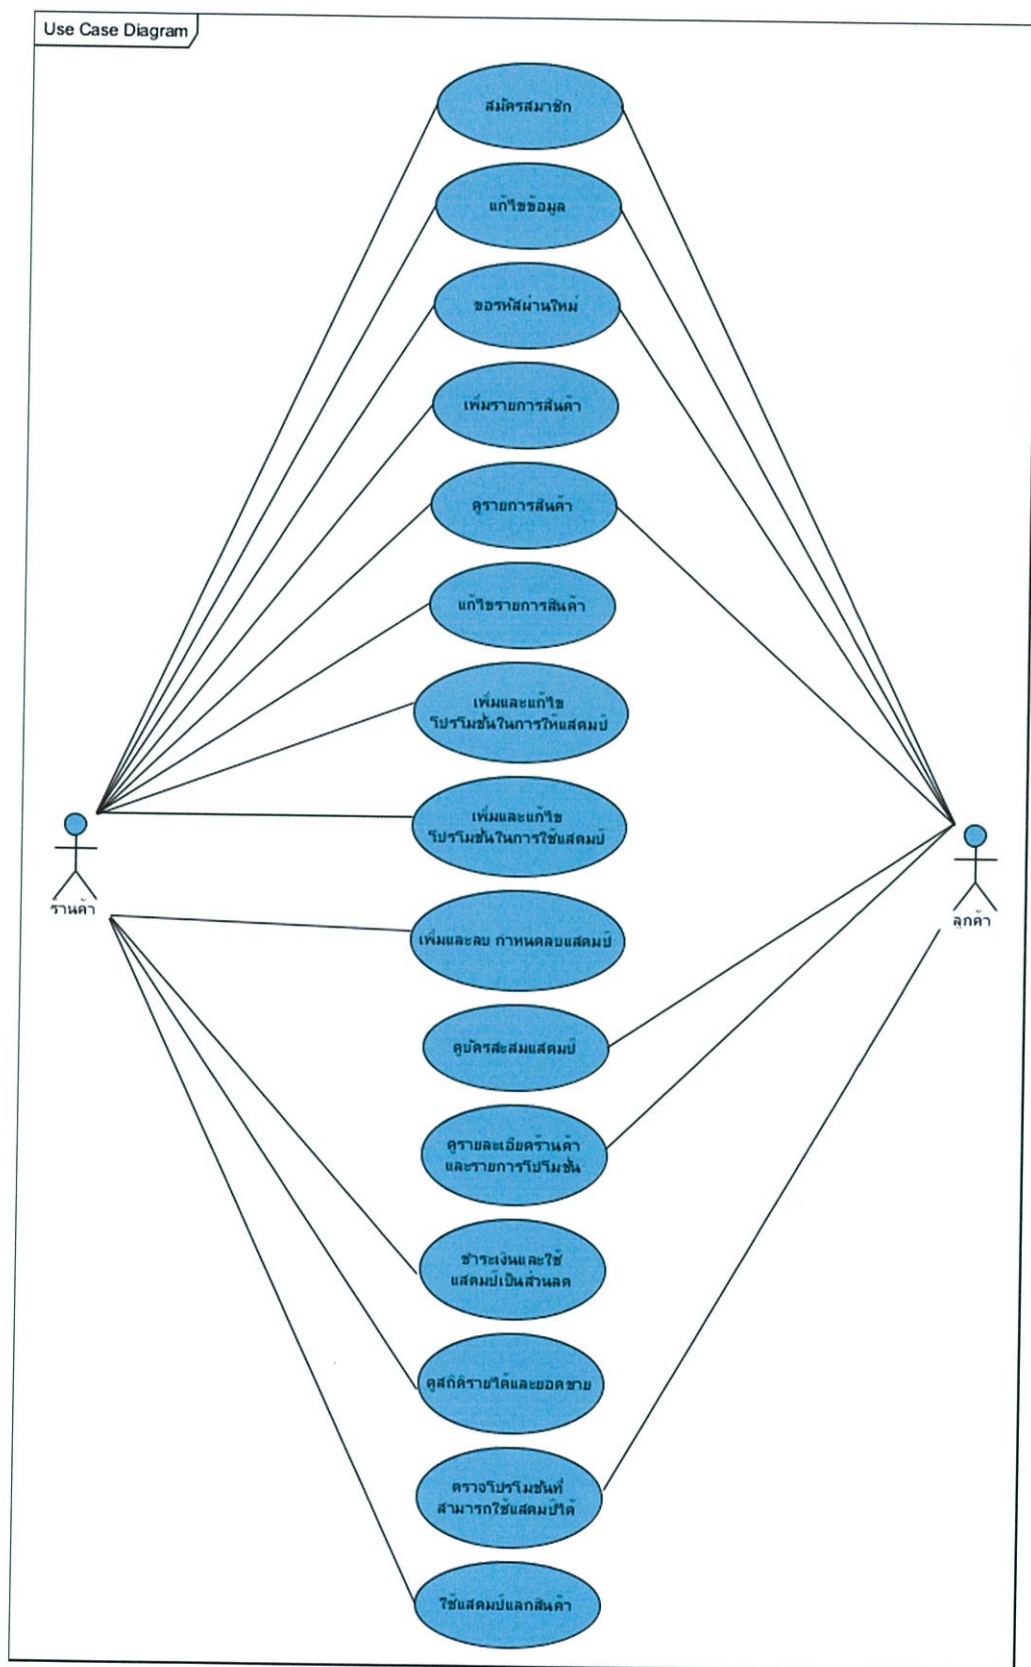 Use Case Diagram
สมัครสมาชิก
แก้ไขข้อมูล
ขอรหัสผ่านใหม่
เพิ่มรายการสินค้า
ดูรายการสินค้า
แก้ไขรายการสินค้า
เพิ่มและแก้ไข
โปรโมชั่นในการให้แสตมป์
เพิ่มและแก้ไข
โปรโมชั่นในการใช้แสตมป์
ร้านค้า
ลูกค้า
เพิ่มและลบ กำหนดลบแสตมป์
ดูบัตรสะสมแสตมป์
ดูรายละเอียดร้านค้า
และรายการโปโมชั่น
ชำระเงินและใช้
แสตมป์เป็นส่วนลด
ดูสถิติรายได้และยอดขาย
ตรวจโปรโมชั่นที่
สามารถใช้แสตมป์ได้
ใช้แสตมป์แลกสินค้า